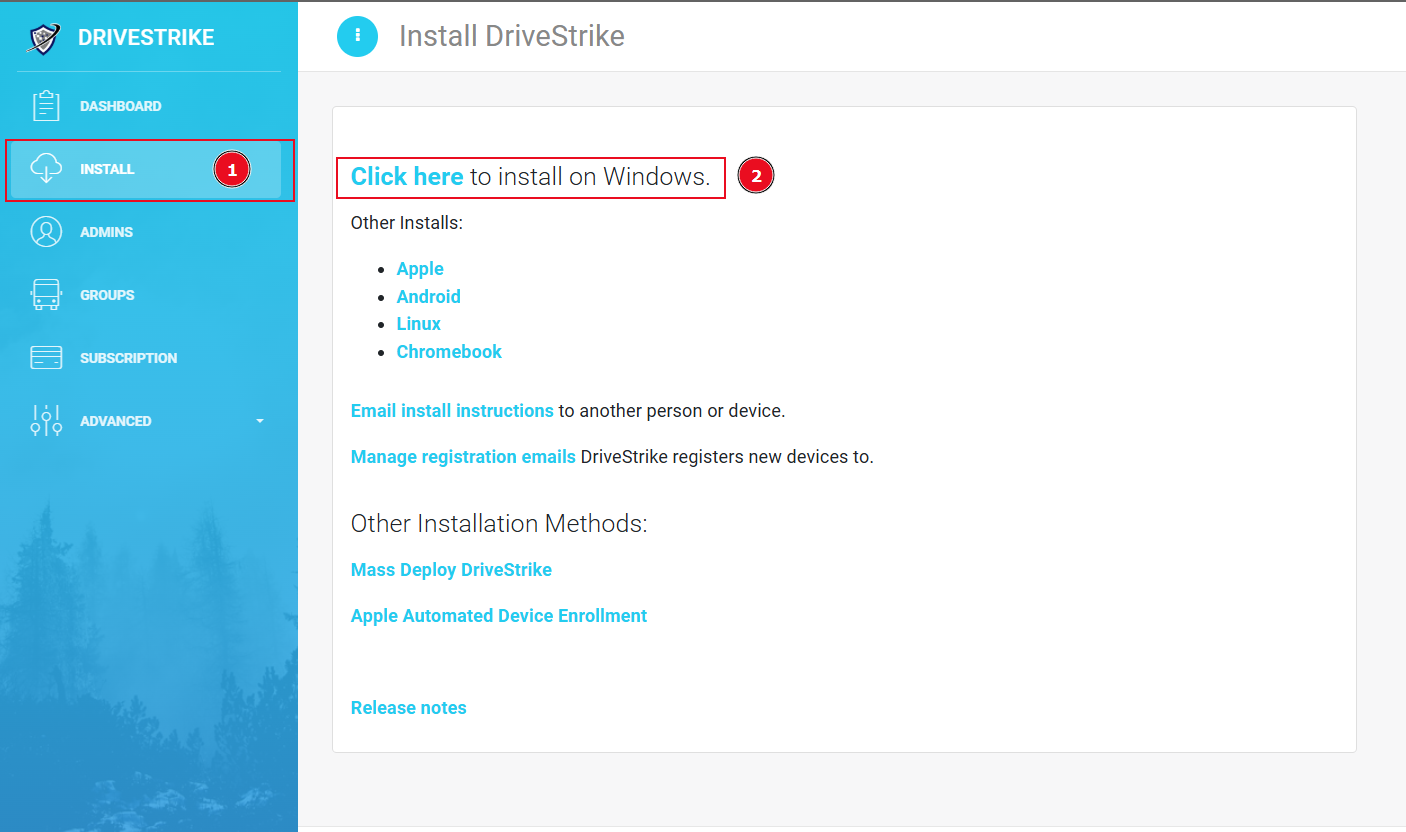 DRIVESTRIKE
Install DriveStrike
DASHBOARD
INSTALL
1
ADMINS
GROUPS
SUBSCRIPTION
ADVANCED
Click here to install on Windows.
2
Other Installs:
Apple
Android
Linux
Chromebook
Email install instructions to another person or device.
Manage registration emails DriveStrike registers new devices to.
Other Installation Methods:
Mass Deploy DriveStrike
Apple Automated Device Enrollment
Release notes